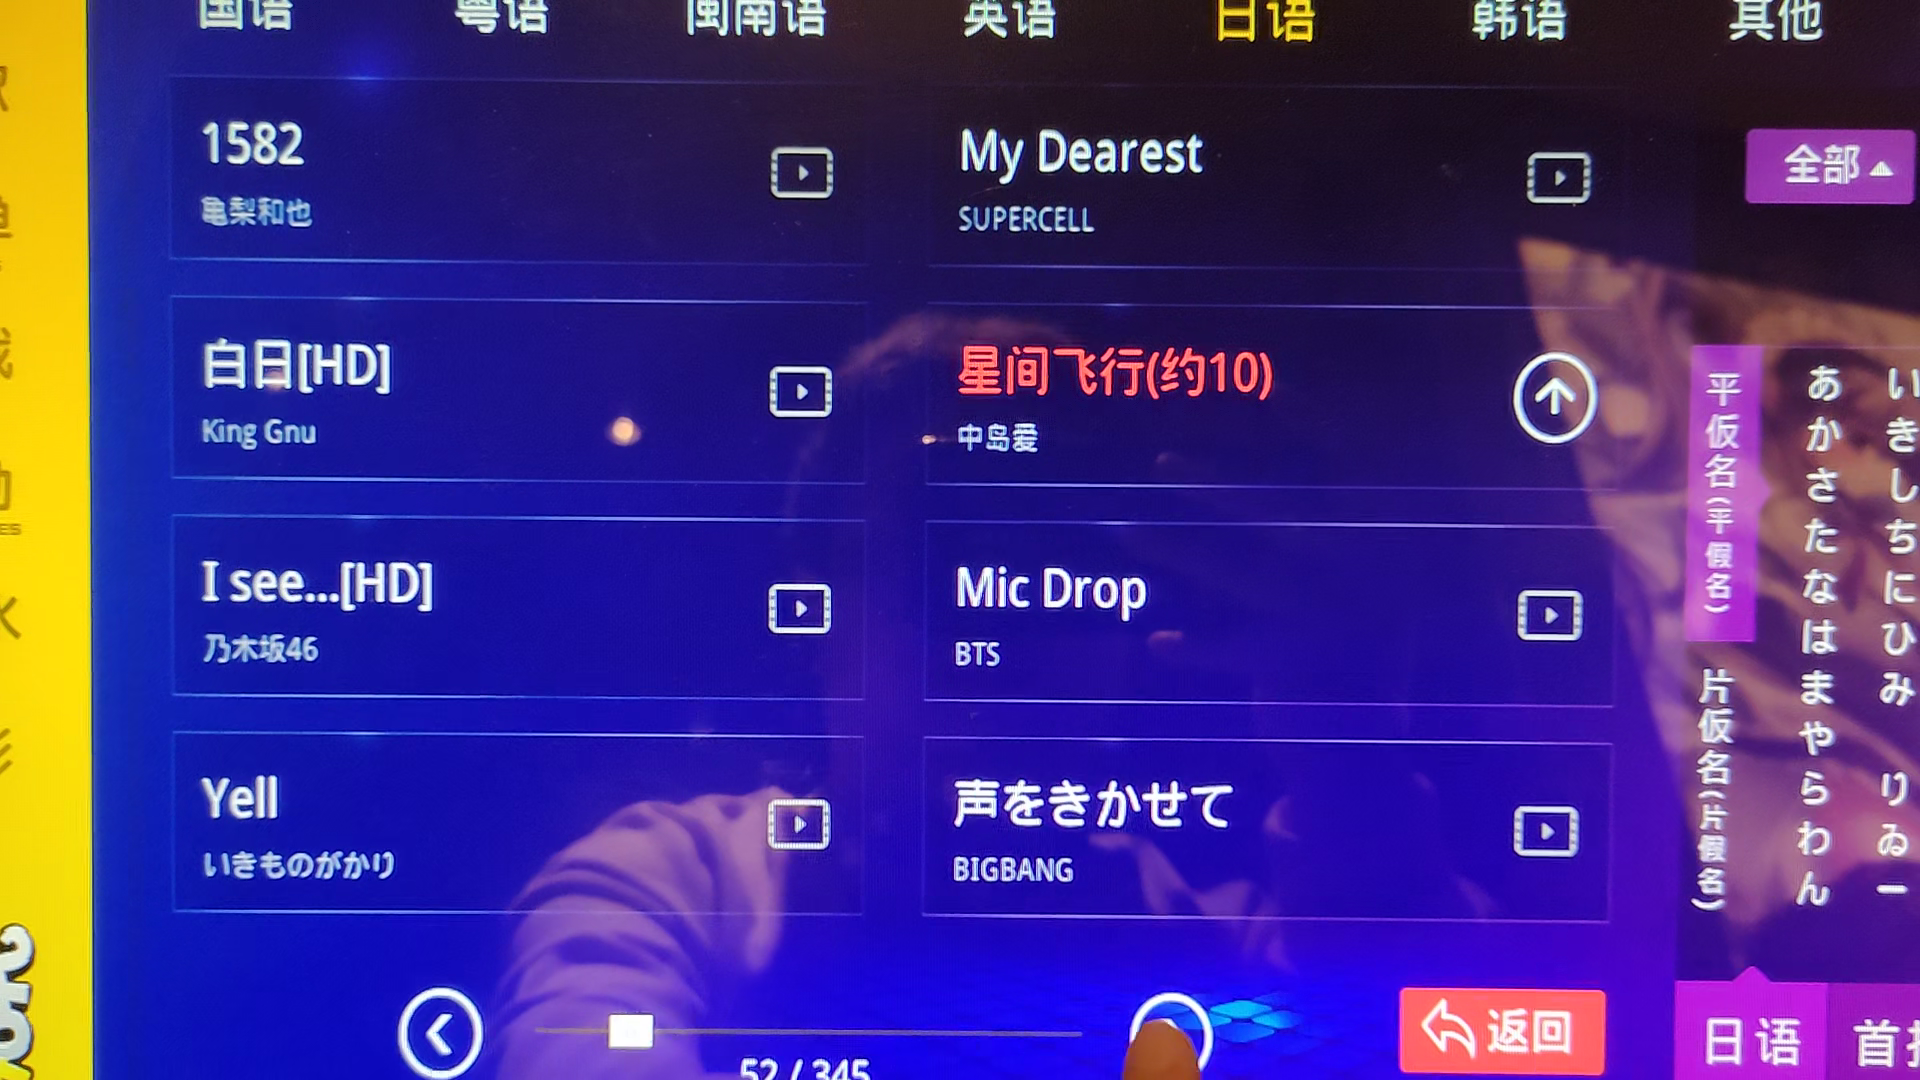 国语 粤语 闽南语 英语 日语 韩语 其他
1582
亀梨和也
My Dearest
SUPERCELL
全部
白日[HD]
King Gnu
星间飞行(约10)
中岛爱
I see...[HD]
乃木坂46
Mic Drop
BTS
Yell
いきものがかり
声をきかせて
BIGBANG
平仮名(平假名)
片仮名(片假名)
あかさたなはまやらわん
いきしちにひみ りゐー
52 / 345
返回
日语